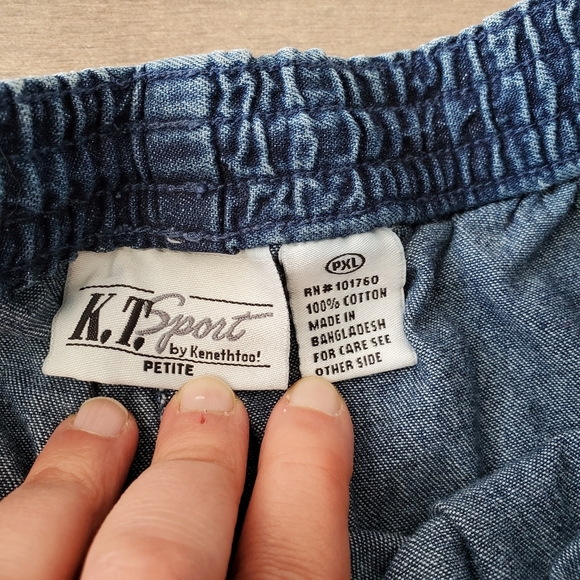 K.T. Sport
by Kenethtoo!
PETITE
PXL
RN#101760
100% COTTON
MADE IN
BANGLADESH
FOR CARE SEE
OTHER SIDE